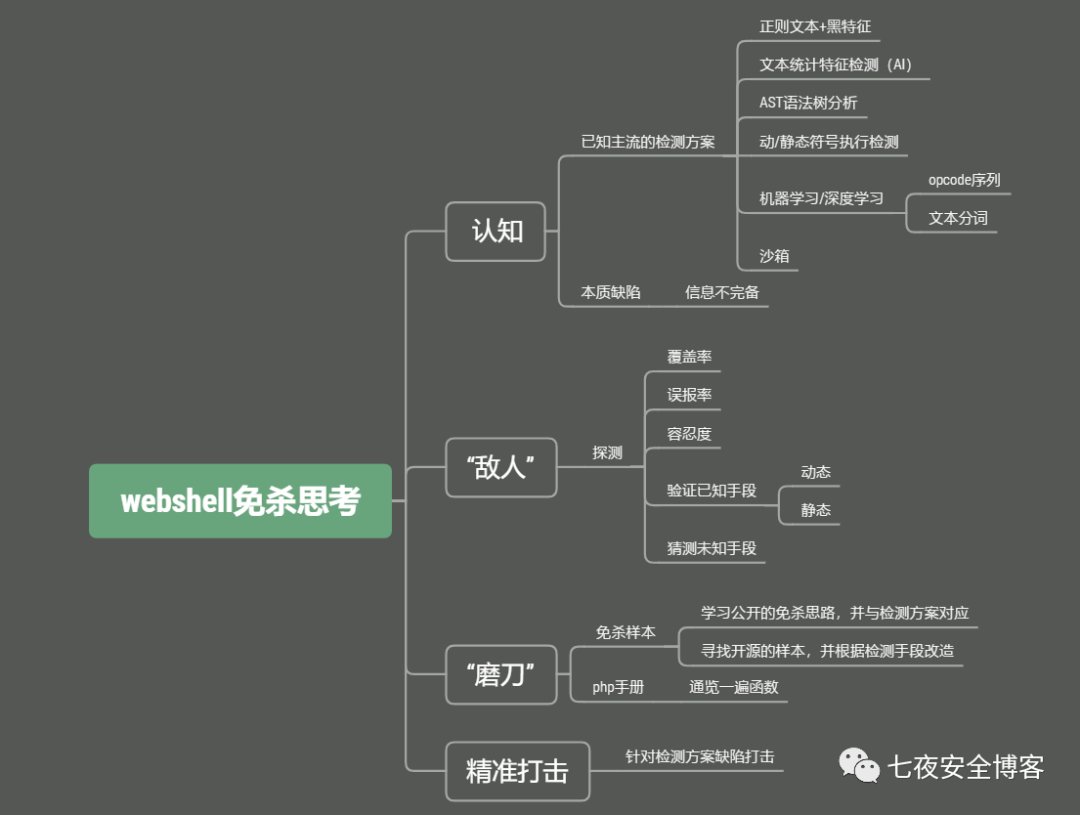 webshell免杀思考
认知
已知主流的检测方案
正则文本+黑特征
文本统计特征检测（AI）
AST语法树分析
动/静态符号执行检测
机器学习/深度学习
opcode序列
文本分词
沙箱
本质缺陷
信息不完备
“敌人”
探测
覆盖率
误报率
容忍度
验证已知手段
动态
静态
猜测未知手段
“磨刀”
免杀样本
学习公开的免杀思路，并与检测方案对应
寻找开源的样本，并根据检测手段改造
php手册
通览一遍函数
精准打击
针对检测方案缺陷打击
七夜安全博客